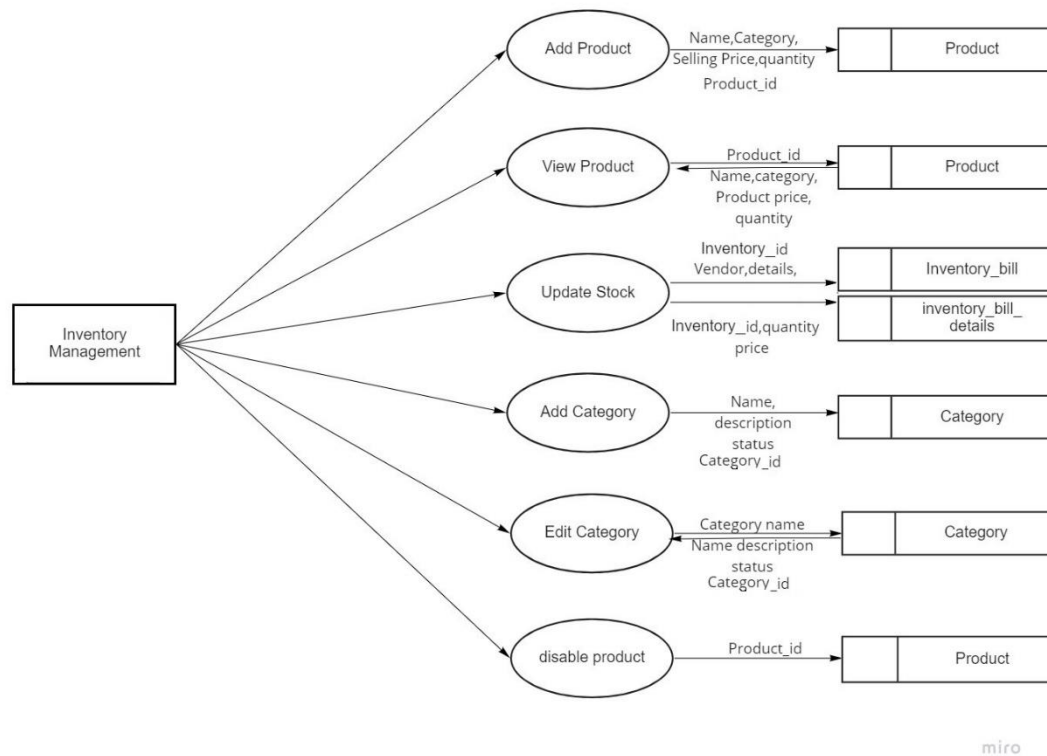 Add Product
Name,Category,
Selling Price,quantity
Product_id
Product
View Product
Product_id
Name,category,
Product price,
quantity
Product
Inventory_id
Vendor,details,
Update Stock
Inventory_bill
inventory_bill_
details
Inventory_id,quantity
price
Inventory
Management
Add Category
Name,
description
status
Category_id
Category
Edit Category
Category name
Name description
status
Category_id
Category
disable product
Product_id
Product
miro